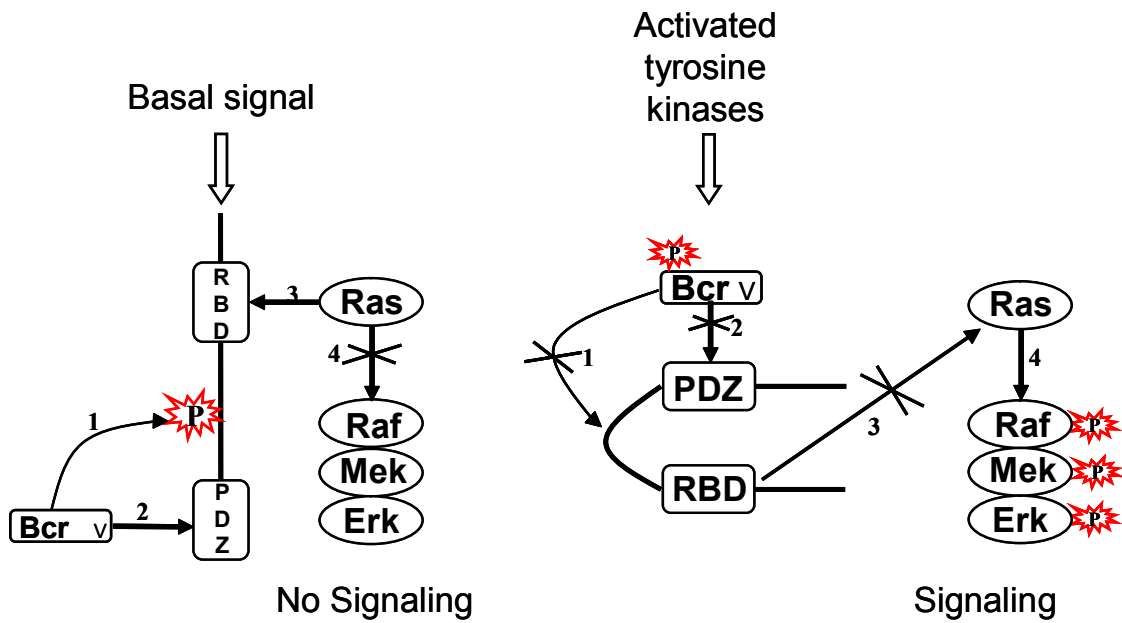 Basal signal
R
B
D
3
Ras
4
1
P
Raf
Mek
Erk
P
D
Z
Bcr V
2
No Signaling
Activated
tyrosine
kinases
P
Bcr V
2
1
PDZ
RBD
3
Ras
4
Raf P
Mek P
Erk P
Signaling